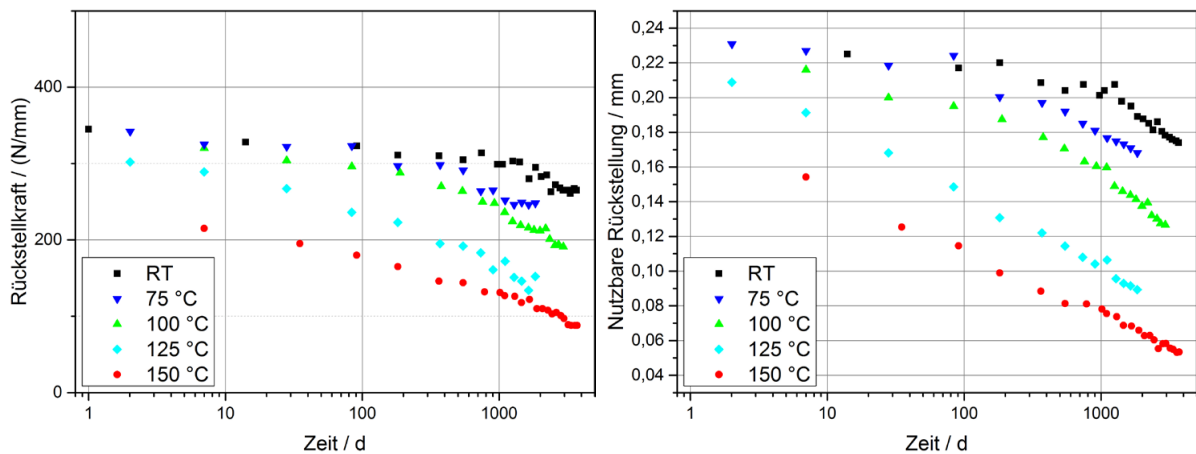 Rückstellkraft / (N/mm)
400
200
0
RT
75 °C
100 °C
125 °C
150 °C
1
10
100
1000
Zeit / d
Nutzbare Rückstellung / mm
0,24
0,22
0,20
0,18
0,16
0,14
0,12
0,10
0,08
0,06
0,04
RT
75 °C
100 °C
125 °C
150 °C
1
10
100
1000
Zeit / d